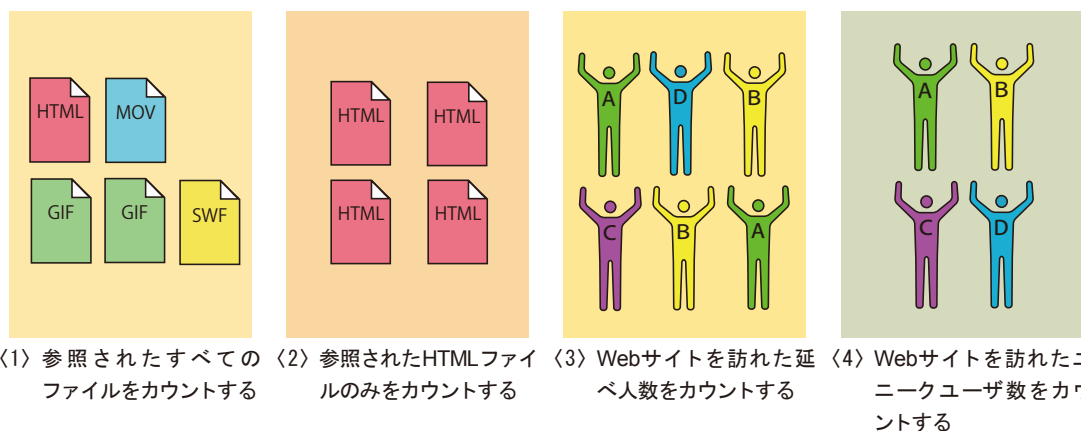 HTML
MOV
GIF
GIF
SWF
HTML
HTML
HTML
HTML
A
D
B
C
B
A
A
B
C
D
〈1〉参照されたすべての
ファイルをカウントする
〈2〉参照されたHTMLファイ
ルのみをカウントする
〈3〉Webサイトを訪れた延
べ人数をカウントする
〈4〉Webサイトを訪れたユ
ニークユーザ数をカウ
ントする